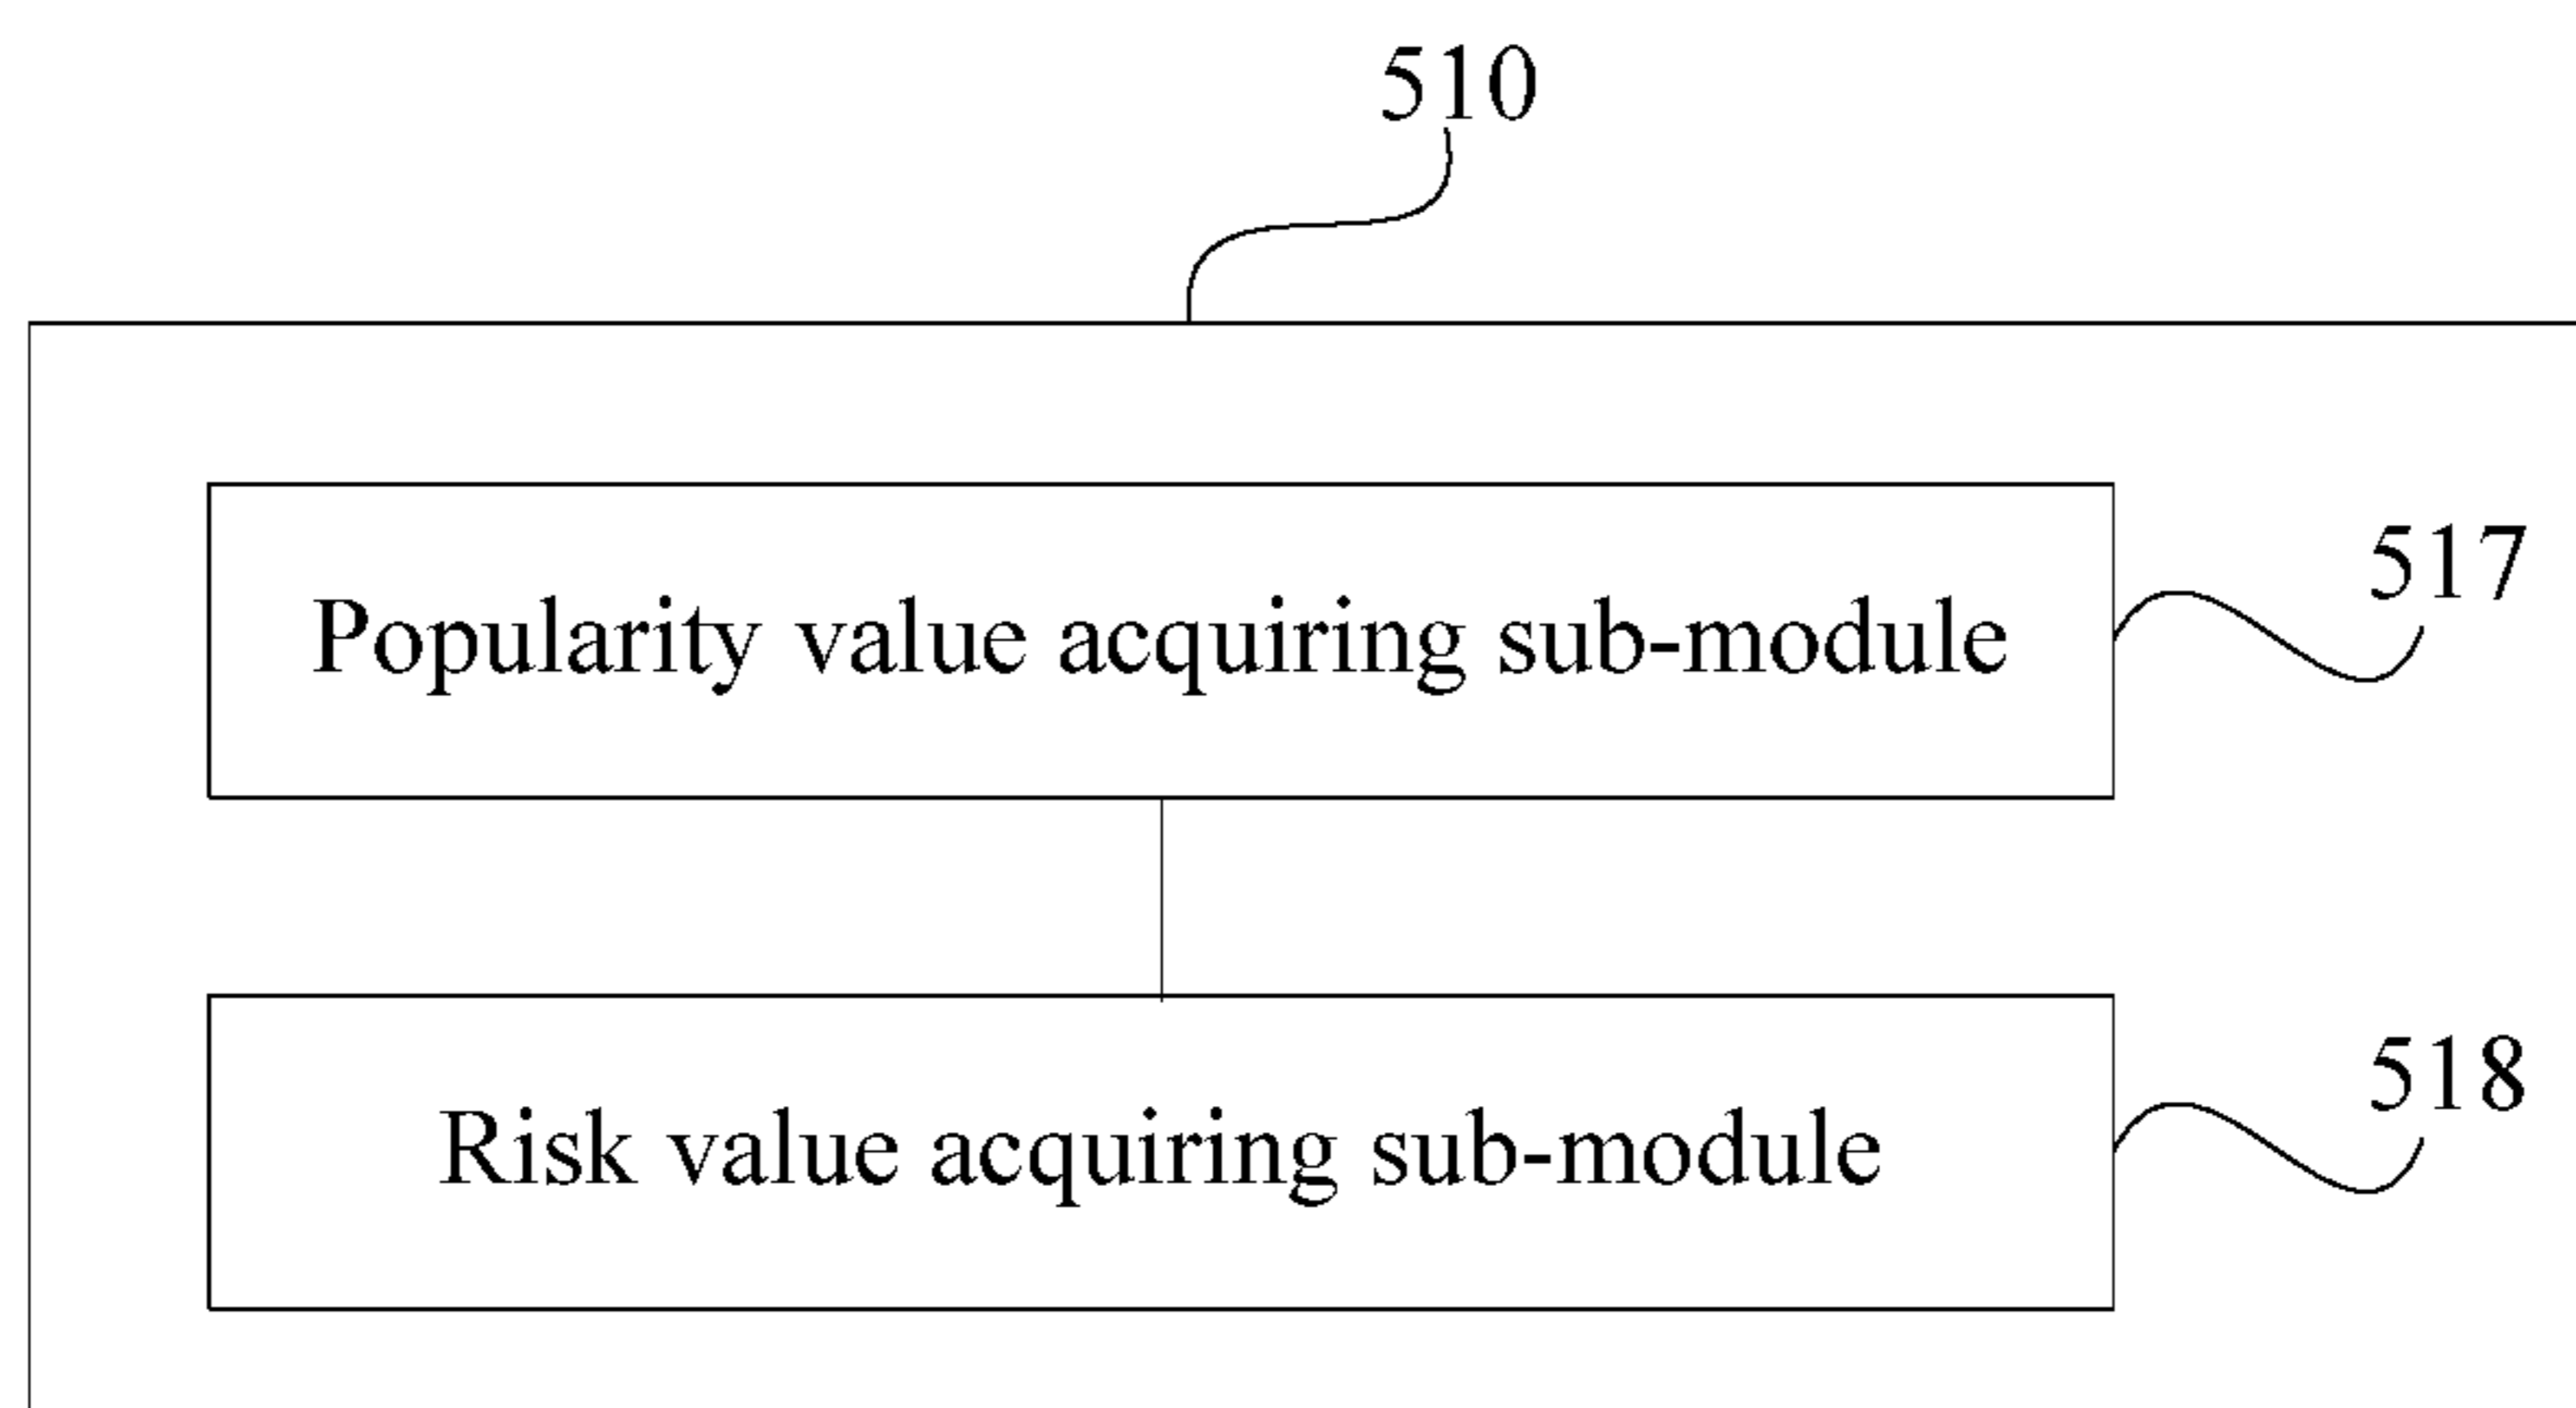 510
Popularity value acquiring sub-module
517
Risk value acquiring sub-module
518